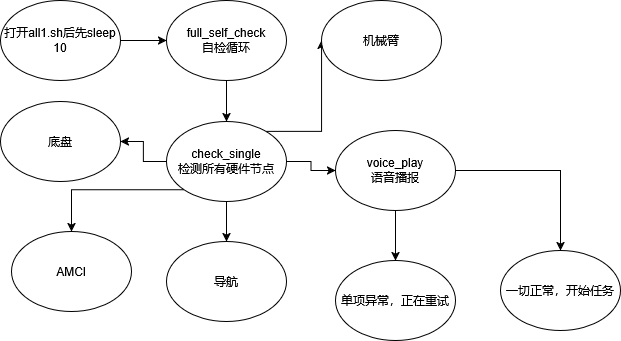 打开all1.sh后先sleep
10
full_self_check
自检循环
机械臂
底盘
check_single
检测所有硬件节点
voice_play
语音播报
AMCl
导航
单项异常，正在重试
一切正常，开始任务